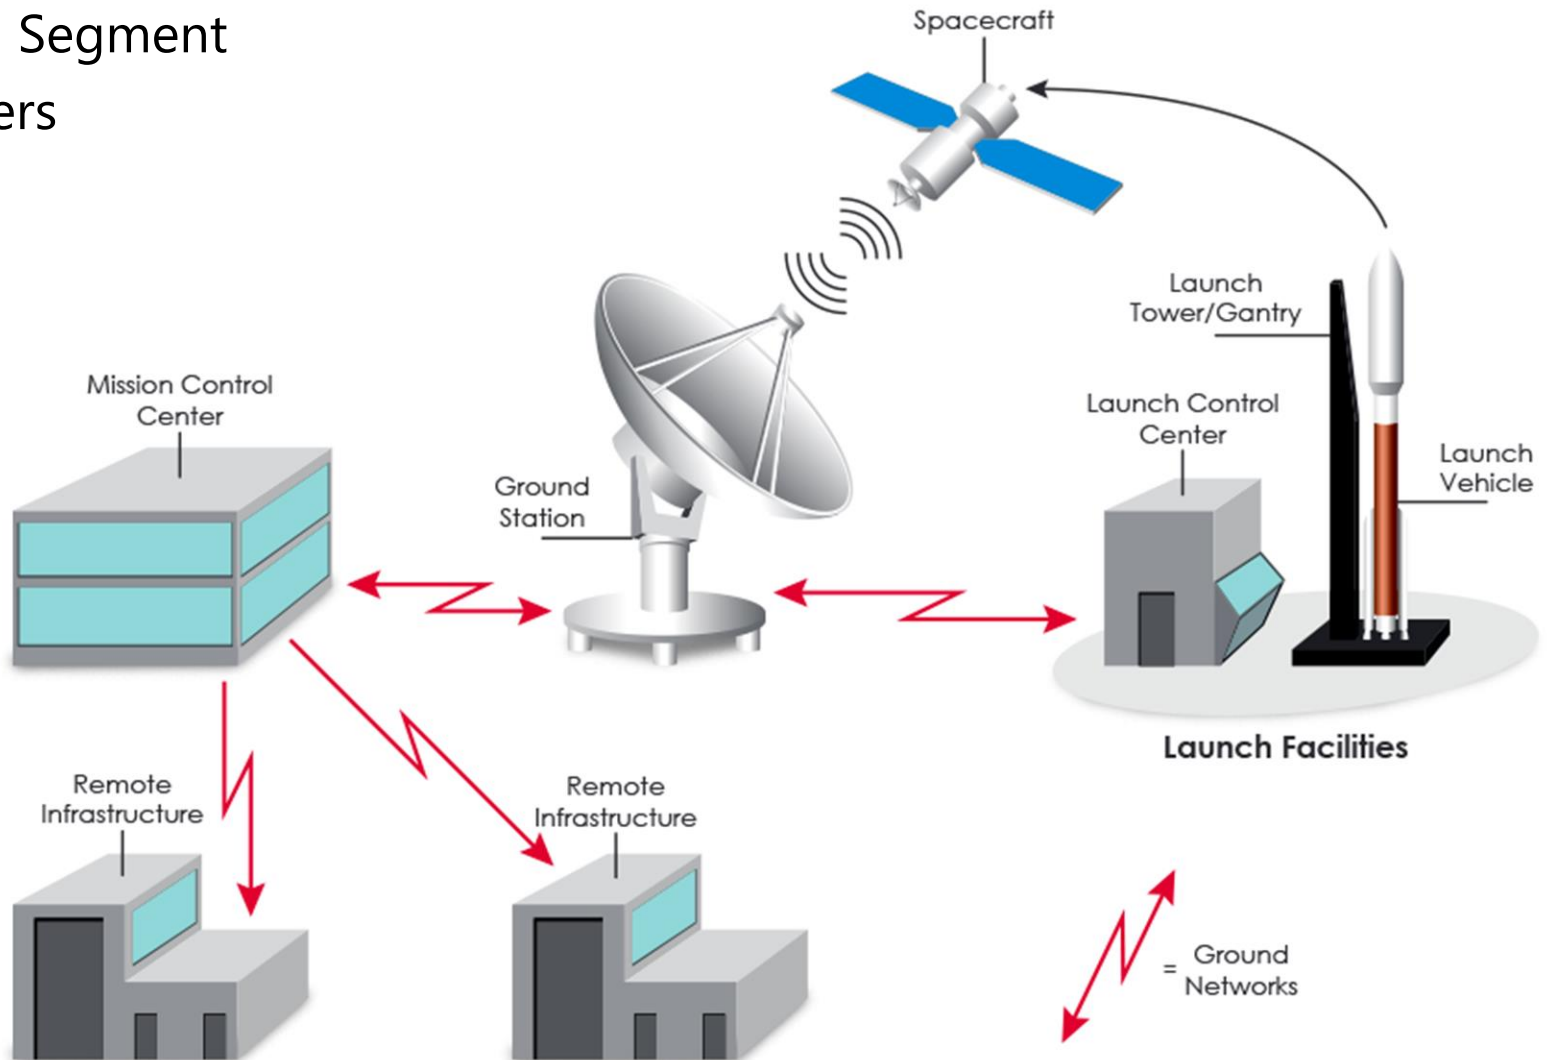 Segment
ers
Spacecraft
Launch
Tower/Gantry
Mission Control
Center
Launch Control
Center
Launch
Vehicle
Ground
Station
Launch Facilities
Remote
Infrastructure
Remote
Infrastructure
= Ground
Networks